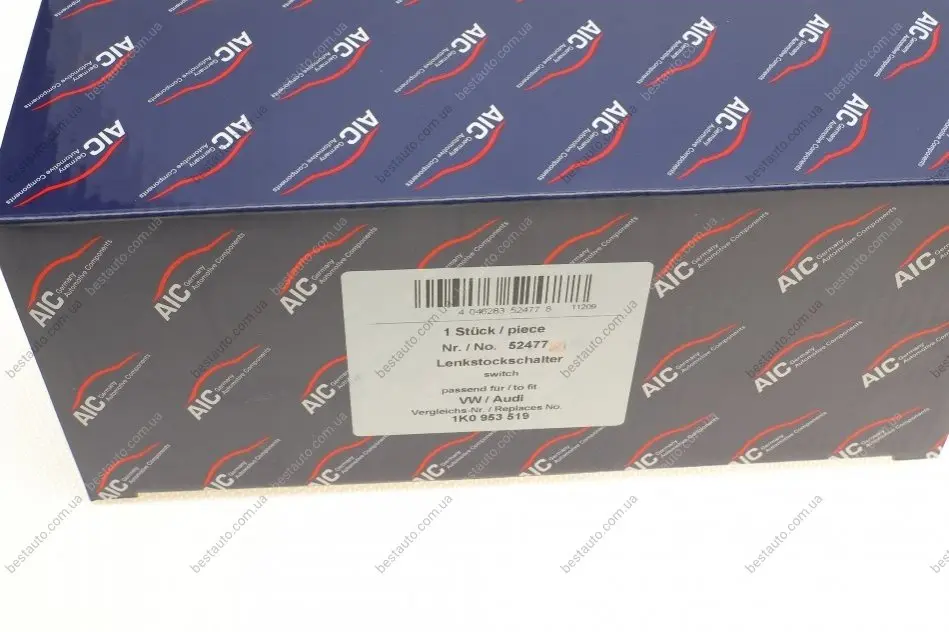 AIC
Germany
Automotive Components
4 046283 52477 8 11209
1 Stück / piece
Nr. / No. 52477
Lenkstockschalter
switch
passend für / to fit
VW / Audi
Vergleichs-Nr. / Replaces No.
1K0 953 519
bestauto.com.ua